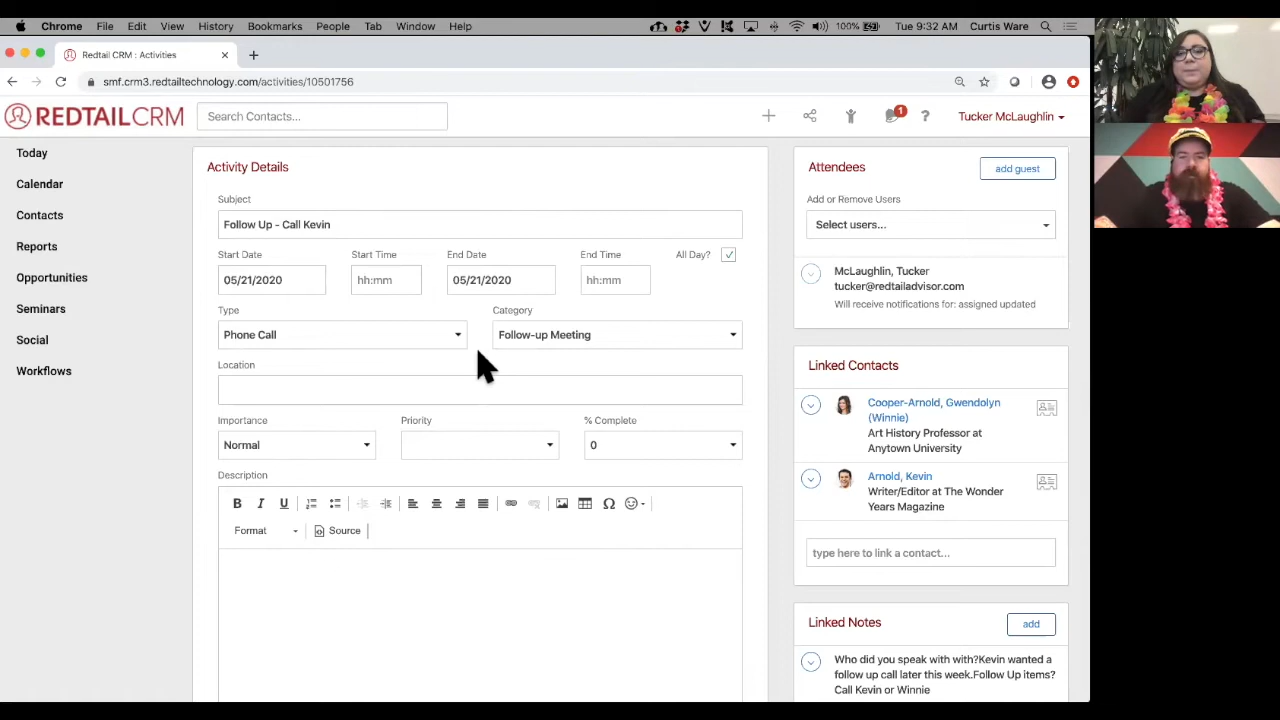 Chrome File Edit View History Bookmarks People Tab Window Help 100% Tue 9:32 AM Curtis Ware
Redtail CRM : Activities
smf.crm3.redtailtechnology.com/activities/10501756
REDTAILCRM Search Contacts... 1 ? Tucker McLaughlin
Today
Calendar
Contacts
Reports
Opportunities
Seminars
Social
Workflows
Activity Details
Subject
Follow Up - Call Kevin
Start Date Start Time End Date End Time All Day?
05/21/2020 hh:mm 05/21/2020 hh:mm
Type Category
Phone Call Follow-up Meeting
Location
Importance Priority % Complete
Normal 0
Description
B I U Ω
Format Source
Attendees add guest
Add or Remove Users
Select users...
McLaughlin, Tucker
tucker@redtailadvisor.com
Will receive notifications for: assigned updated
Linked Contacts
Cooper-Arnold, Gwendolyn
(Winnie)
Art History Professor at
Anytown University
Arnold, Kevin
Writer/Editor at The Wonder
Years Magazine
type here to link a contact...
Linked Notes add
Who did you speak with with?Kevin wanted a
follow up call later this week.Follow Up items?
Call Kevin or Winnie